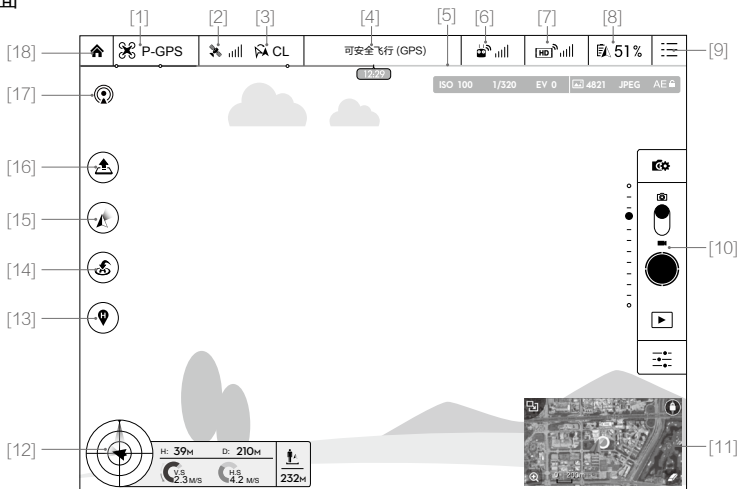 面
[1] [2] [3] [4] [5] [6] [7] [8]
[18] P-GPS CL 可安全飞行 (GPS) HD 51% [9]
12:29
ISO 100 1/320 EV 0 4821 JPEG AE
[17]
[16]
[15]
[10]
[14]
[13] H
[12] H: 39M D: 210M [11]
V.S 2.3 M/S H.S 4.2 M/S 232M